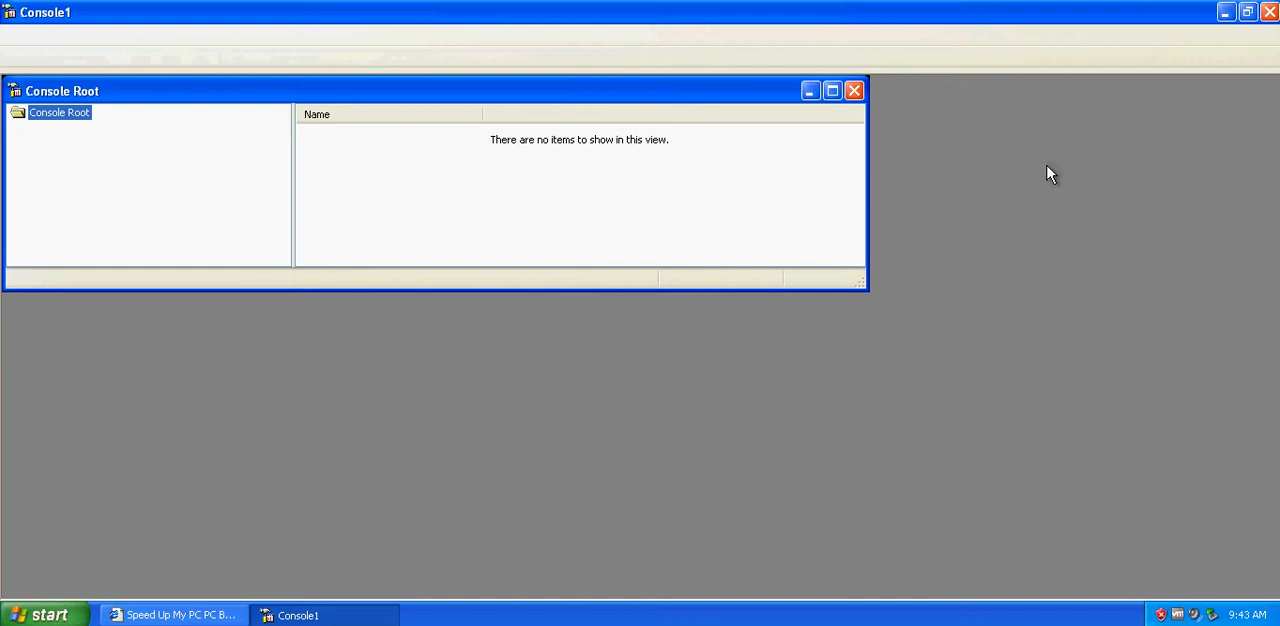 Console1
Console Root
Console Root
Name
There are no items to show in this view.
start
Speed Up My PC PC B...
Console1
9:43 AM